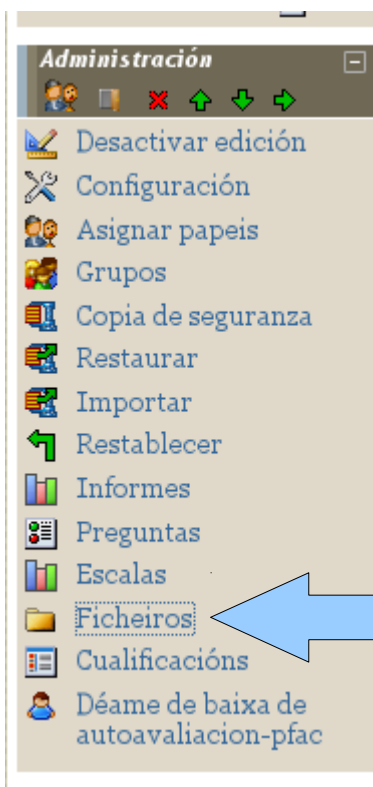 Administración
Desactivar edición
Configuración
Asignar papeis
Grupos
Copia de seguranza
Restaurar
Importar
Restablecer
Informes
Preguntas
Escalas
Ficheiros
Cualificacións
Déame de baixa de
autoavaliacion-pfac